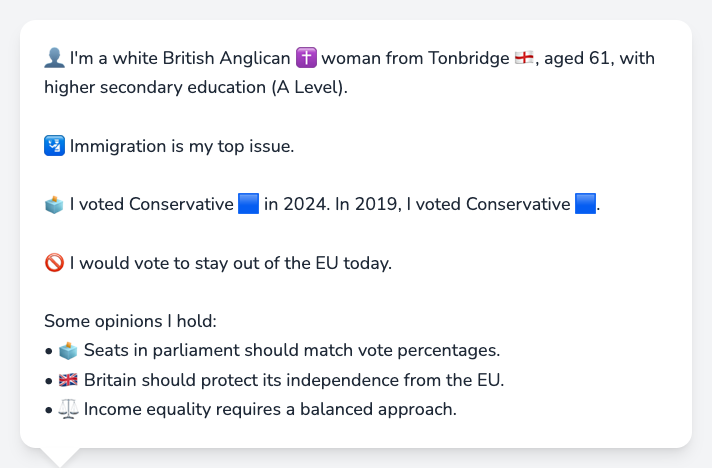 👤 I'm a white British Anglican ✝️ woman from Tonbridge 🏴󠁧󠁢󠁥󠁮󠁧󠁿, aged 61, with
higher secondary education (A Level).
🛂 Immigration is my top issue.
🗳️ I voted Conservative 🟦 in 2024. In 2019, I voted Conservative 🟦.
🚫 I would vote to stay out of the EU today.
Some opinions I hold:
• 🗳️ Seats in parliament should match vote percentages.
• 🇬🇧 Britain should protect its independence from the EU.
• ⚖️ Income equality requires a balanced approach.